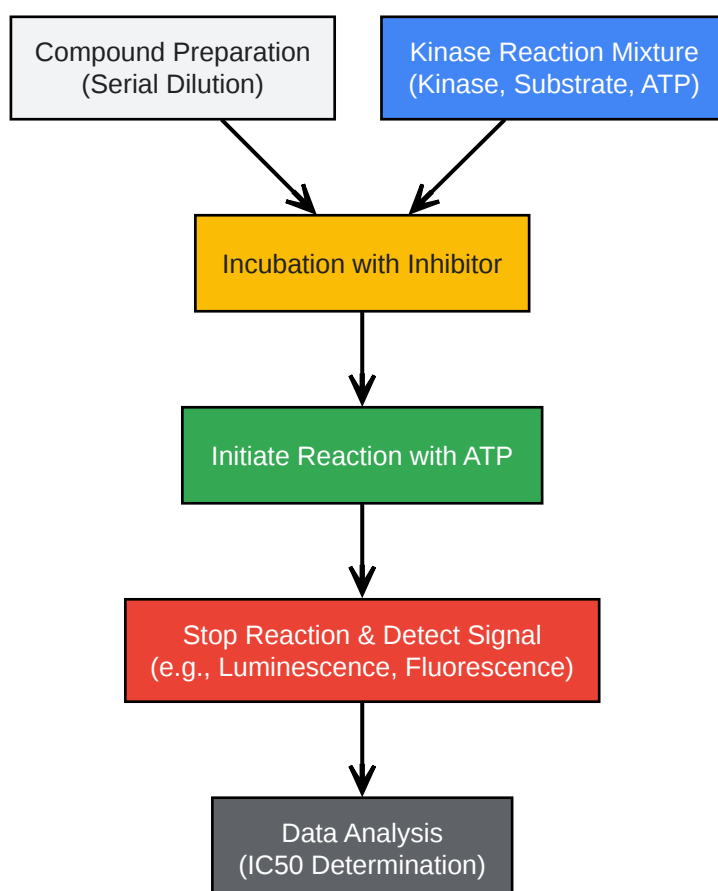 Compound Preparation
(Serial Dilution)
Kinase Reaction Mixture
(Kinase, Substrate, ATP)
Incubation with Inhibitor
Initiate Reaction with ATP
Stop Reaction & Detect Signal
(e.g., Luminescence, Fluorescence)
Data Analysis
(IC50 Determination)